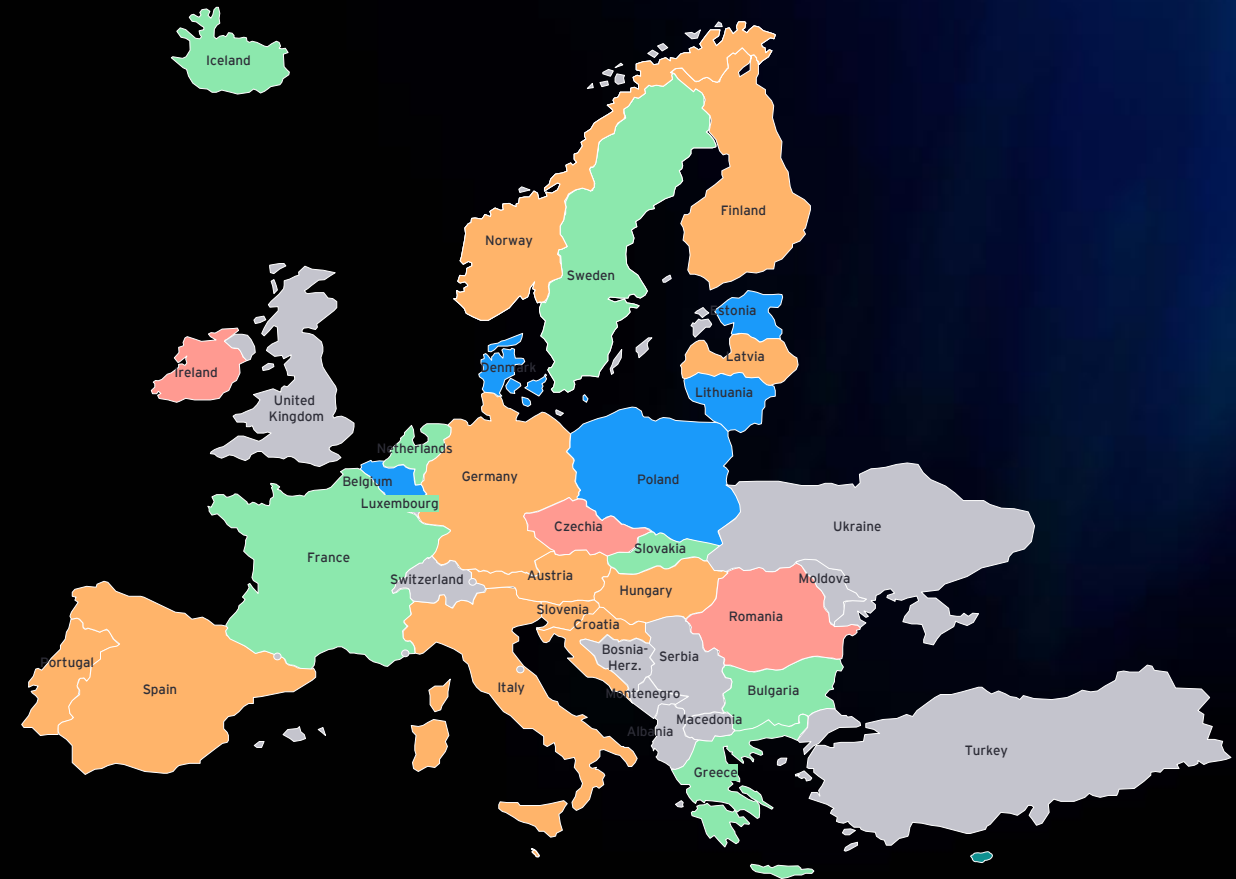 Iceland
Finland
Norway
Sweden
Estonia
Latvia
Denmark
Ireland
Lithuania
United
Kingdom
Netherlands
Germany
Poland
Belgium
Luxembourg
Czechia
Ukraine
Slovakia
France
Austria
Switzerland
Moldova
Hungary
Slovenia
Romania
Croatia
Bosnia-
Herz.
Serbia
Portugal
Spain
Italy
Bulgaria
Montenegro
Macedonia
Albania
Turkey
Greece